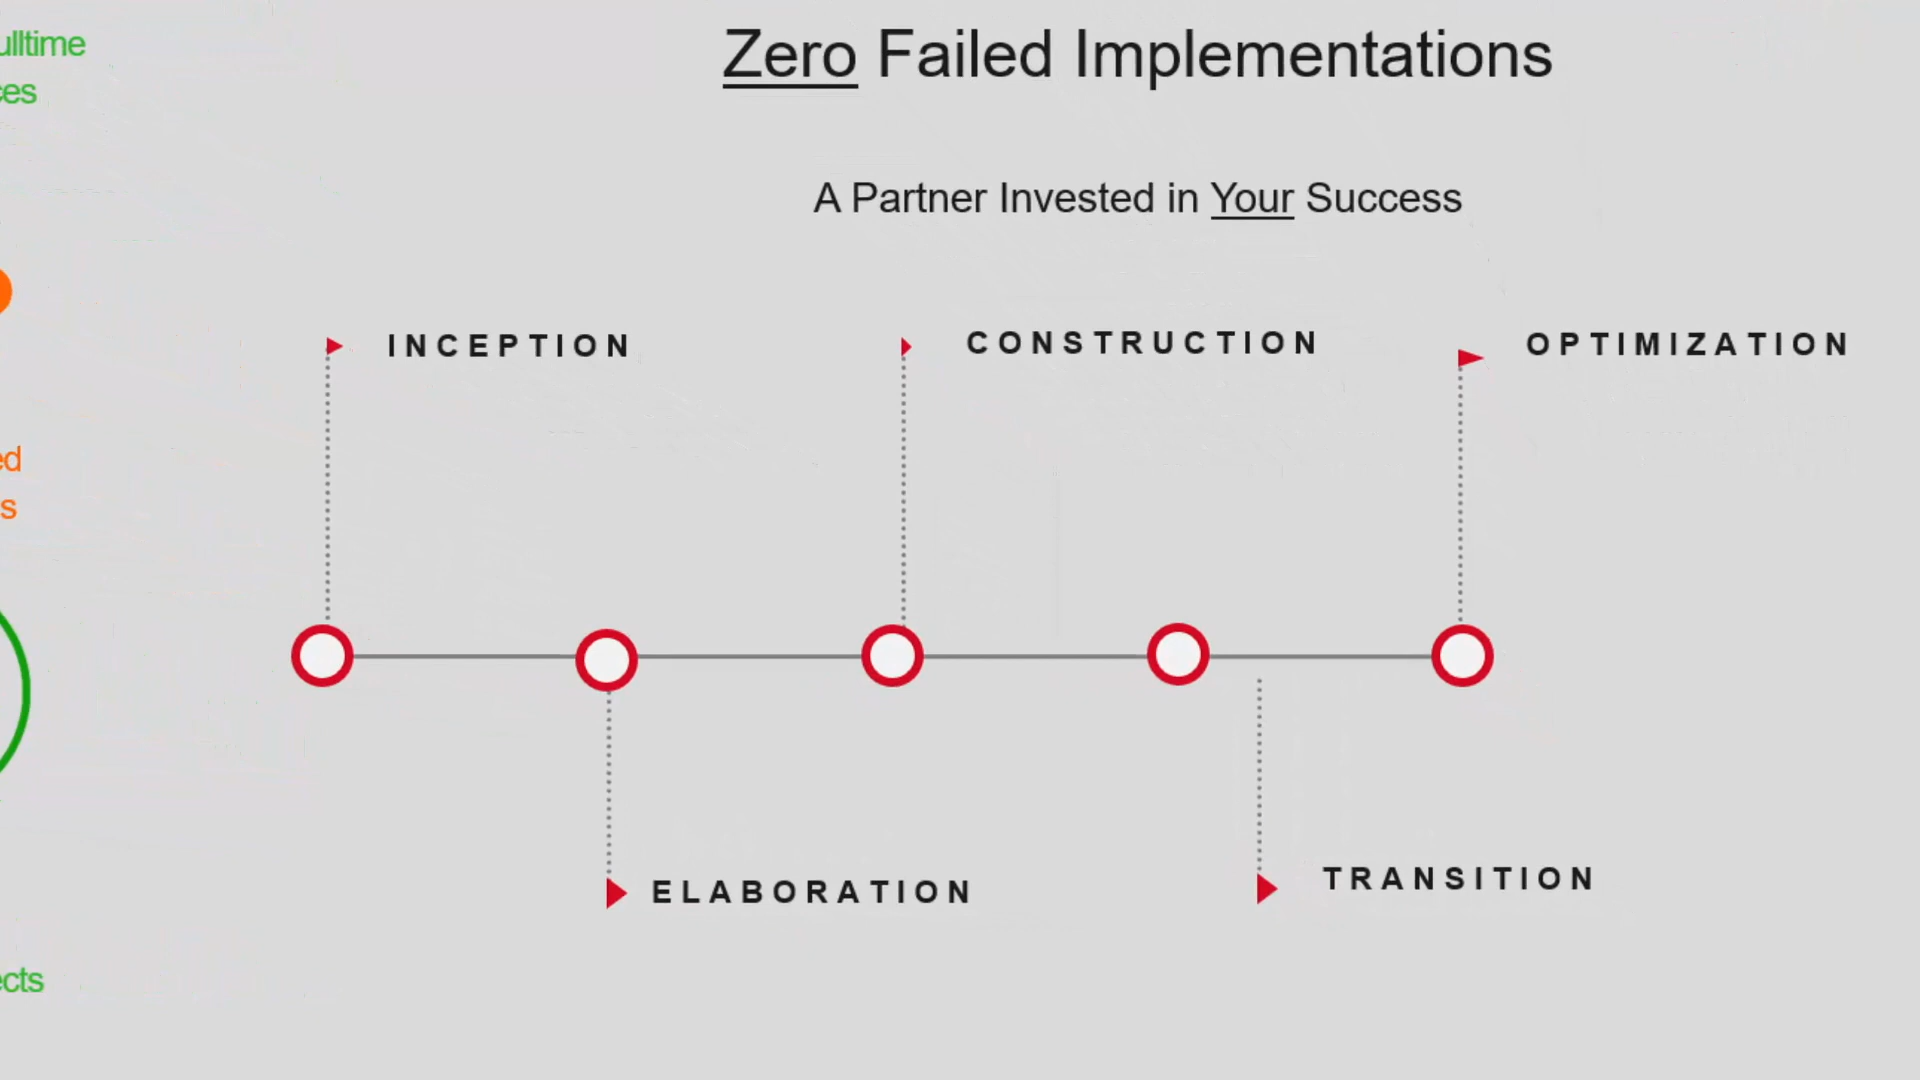 Zero Failed Implementations
A Partner Invested in Your Success
INCEPTION
CONSTRUCTION
OPTIMIZATION
ELABORATION
TRANSITION